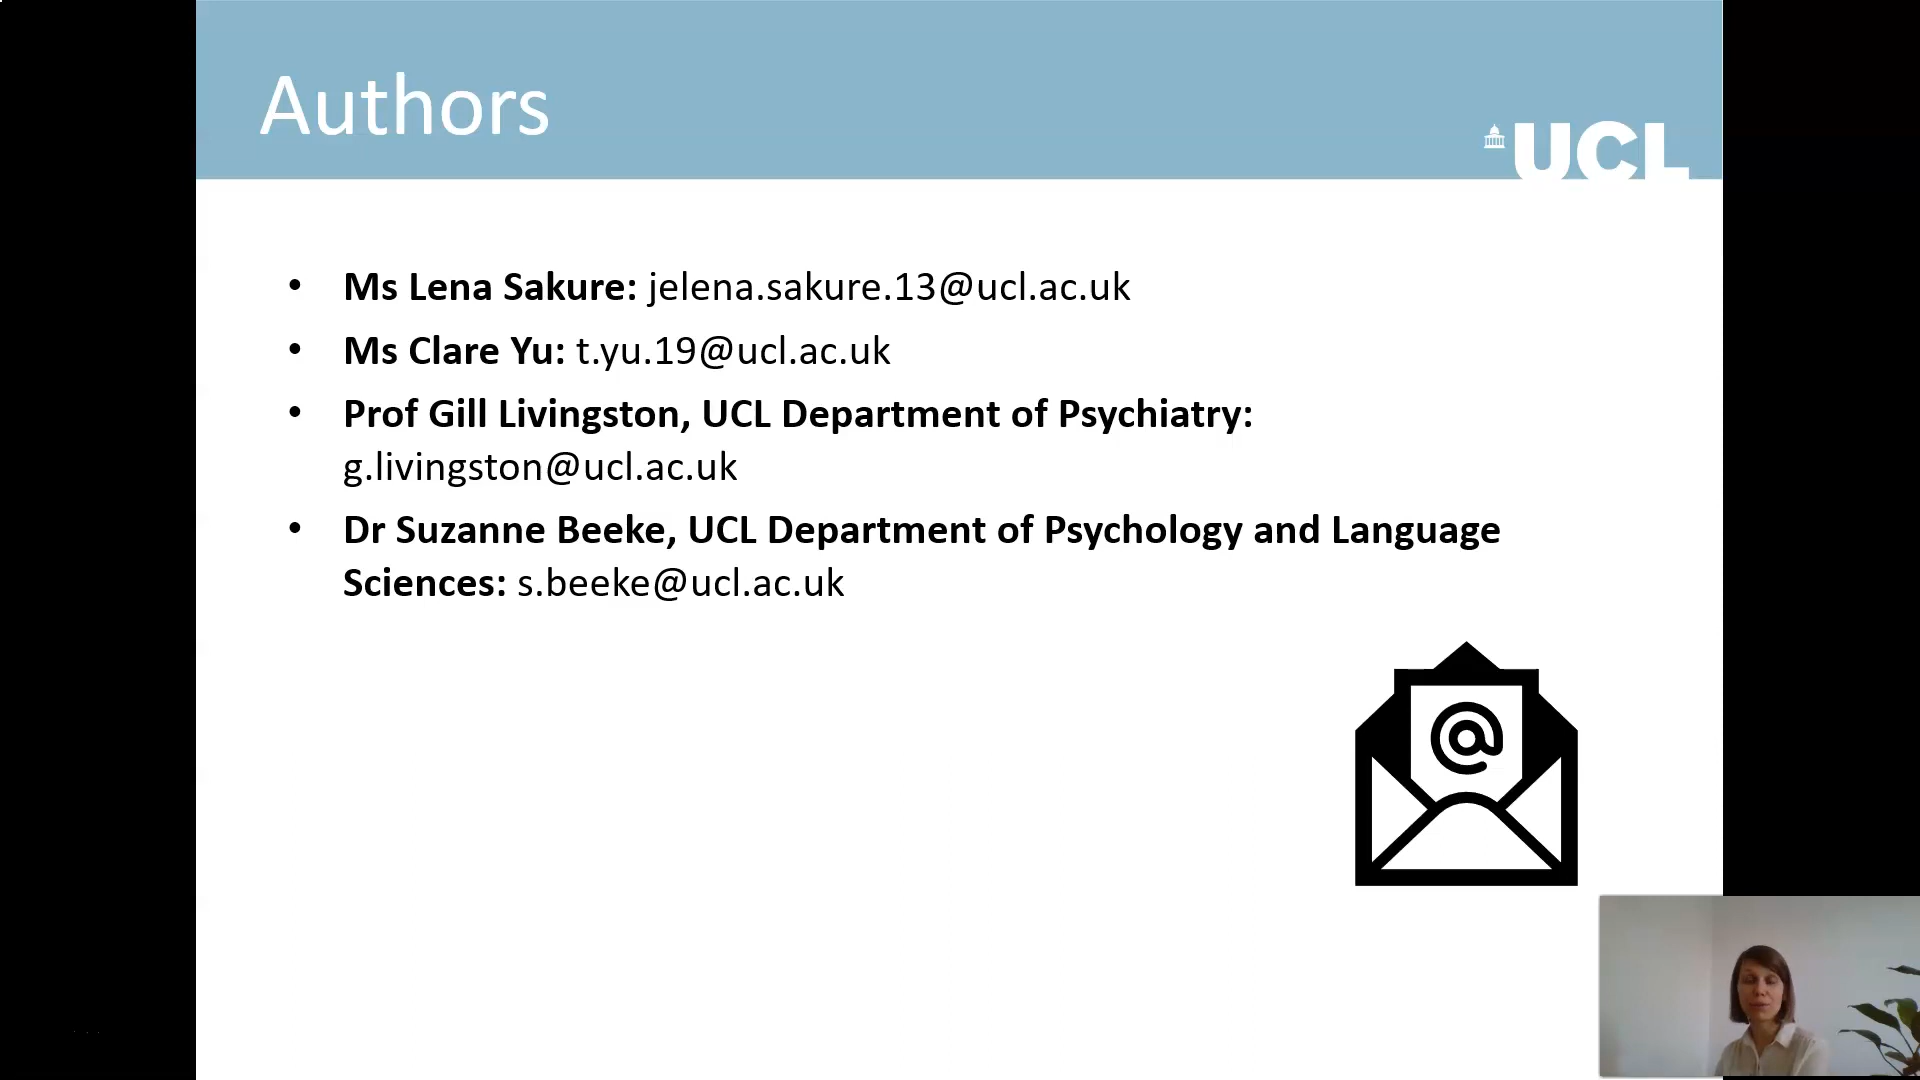 Authors
UCL
• Ms Lena Sakure: jelena.sakure.13@ucl.ac.uk
• Ms Clare Yu: t.yu.19@ucl.ac.uk
• Prof Gill Livingston, UCL Department of Psychiatry:
g.livingston@ucl.ac.uk
• Dr Suzanne Beeke, UCL Department of Psychology and Language
Sciences: s.beeke@ucl.ac.uk
@